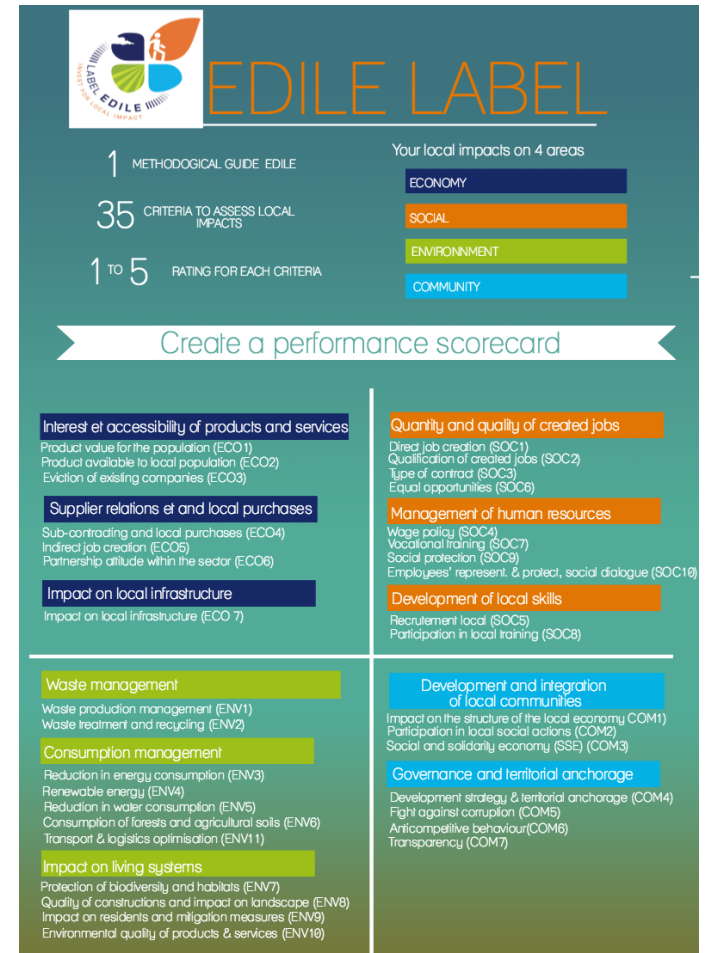 LABEL EDILE
INVEST FOR LOCAL IMPACT
EDILE LABEL
1 METHODOGICAL GUIDE EDILE
35 CRITERIA TO ASSESS LOCAL
IMPACTS
1 TO 5 RATING FOR EACH CRITERIA
Your local impacts on 4 areas
ECONOMY
SOCIAL
ENVIRONNMENT
COMMUNITY
Create a performance scorecard
Interest et accessibility of products and services
Product value for the population (ECO1)
Product available to local population (ECO2)
Eviction of existing companies (ECO3)
Supplier relations et and local purchases
Sub-contracting and local purchases (ECO4)
Indirect job creation (ECO5)
Partnership attitude within the sector (ECO6)
Impact on local infrastructure
Impact on local infrastructure (ECO 7)
Quantity and quality of created jobs
Direct job creation (SOC1)
Qualification of created jobs (SOC2)
Type of contract (SOC3)
Equal opportunities (SOC6)
Management of human resources
Wage policy (SOC4)
Vocational training (SOC7)
Social protection (SOC9)
Employees' represent. & protect, social dialogue (SOC10)
Development of local skills
Recrutement local (SOC5)
Participation in local training (SOC8)
Waste management
Waste production management (ENV1)
Waste treatment and recycling (ENV2)
Consumption management
Reduction in energy consumption (ENV3)
Renewable energy (ENV4)
Reduction in water consumption (ENV5)
Consumption of forests and agricultural soils (ENV6)
Transport & logistics optimisation (ENV11)
Impact on living systems
Protection of biodiversity and habitats (ENV7)
Quality of constructions and impact on landscape (ENV8)
Impact on residents and mitigation measures (ENV9)
Environmental quality of products & services (ENV10)
Development and integration
of local communities
Impact on the structure of the local economy COM1)
Participation in local social actions (COM2)
Social and solidarity economy (SSE) (COM3)
Governance and territorial anchorage
Development strategy & territorial anchorage (COM4)
Fight against corruption (COM5)
Anticompetitive behaviour(COM6)
Transparency (COM7)